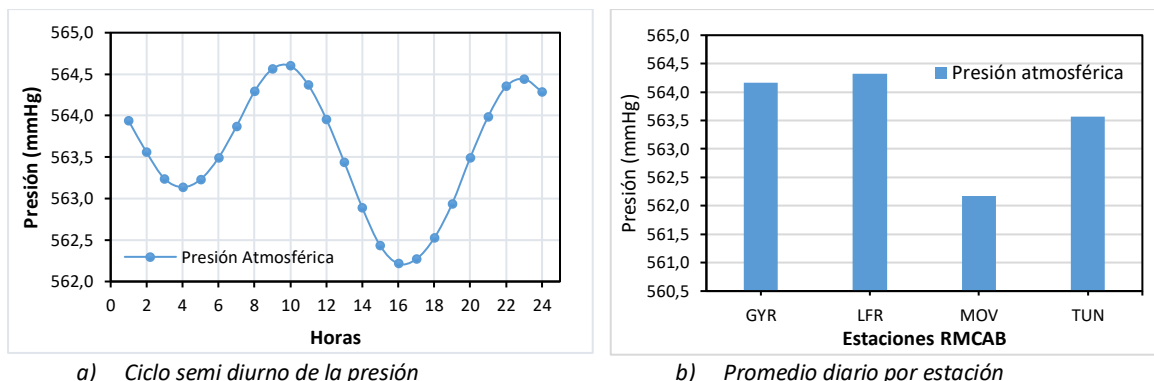 565,0
564,5
564,0
563,5
563,0
562,5
562,0
Presión (mmHg)
Presión Atmosférica
0 2 4 6 8 10 12 14 16 18 20 22 24
Horas
a) Ciclo semi diurno de la presión
565,0
564,5
564,0
563,5
563,0
562,5
562,0
561,5
561,0
560,5
Presión (mmHg)
Presión atmosférica
GYR LFR MOV TUN
Estaciones RMCAB
b) Promedio diario por estación